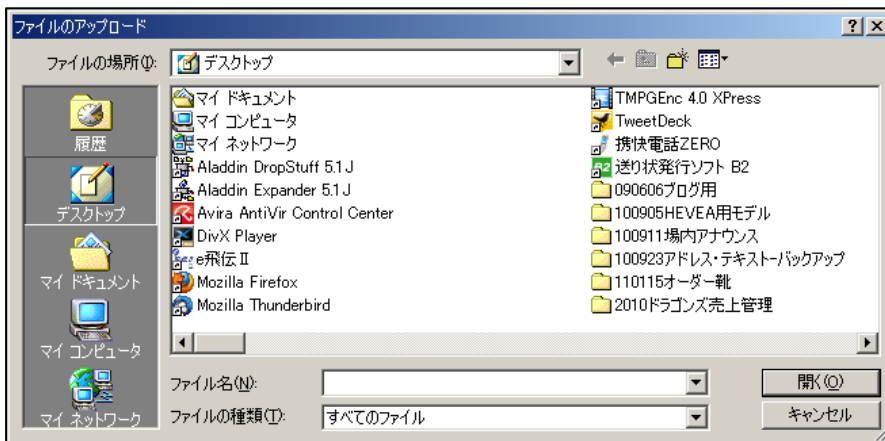 ファイルのアップロード
ファイルの場所(I):
デスクトップ
履歴
デスクトップ
マイ ドキュメント
マイ コンピュータ
マイ ネットワーク
マイ ドキュメント
マイ コンピュータ
マイ ネットワーク
Aladdin DropStuff 5.1 J
Aladdin Expander 5.1 J
Avira AntiVir Control Center
DivX Player
e飛伝Ⅱ
Mozilla Firefox
Mozilla Thunderbird
TMPGEnc 4.0 XPress
TweetDeck
携快電話ZERO
送り状発行ソフト B2
090606ブログ用
100905HEVEA用モデル
100911場内アナウンス
100923アドレス・テキストーバックアップ
110115オーダー靴
2010ドラゴンズ売上管理
ファイル名(N):
開く(O)
ファイルの種類(T):
すべてのファイル
キャンセル